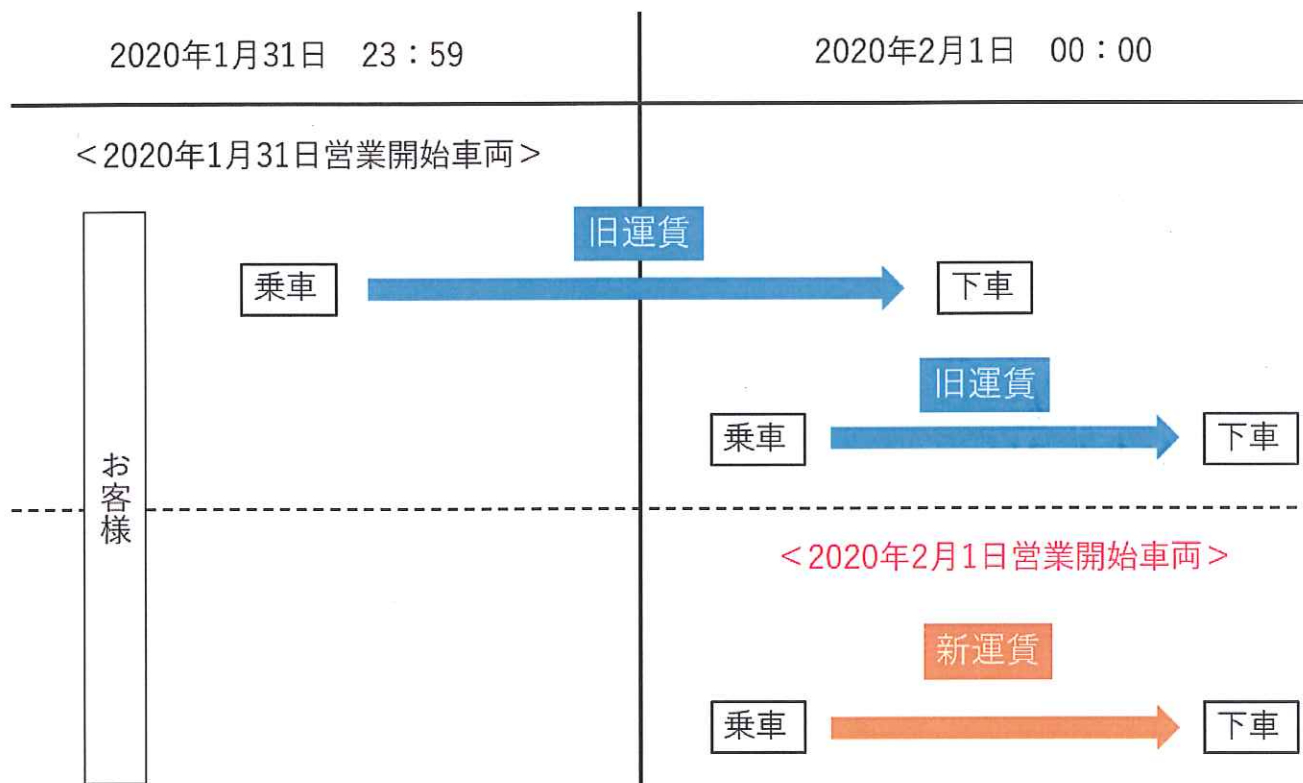 2020年1月31日　23：59
2020年2月1日　00：00
＜2020年1月31日営業開始車両＞
旧運賃
乗車
下車
旧運賃
乗車
下車
お客様
＜2020年2月1日営業開始車両＞
新運賃
乗車
下車